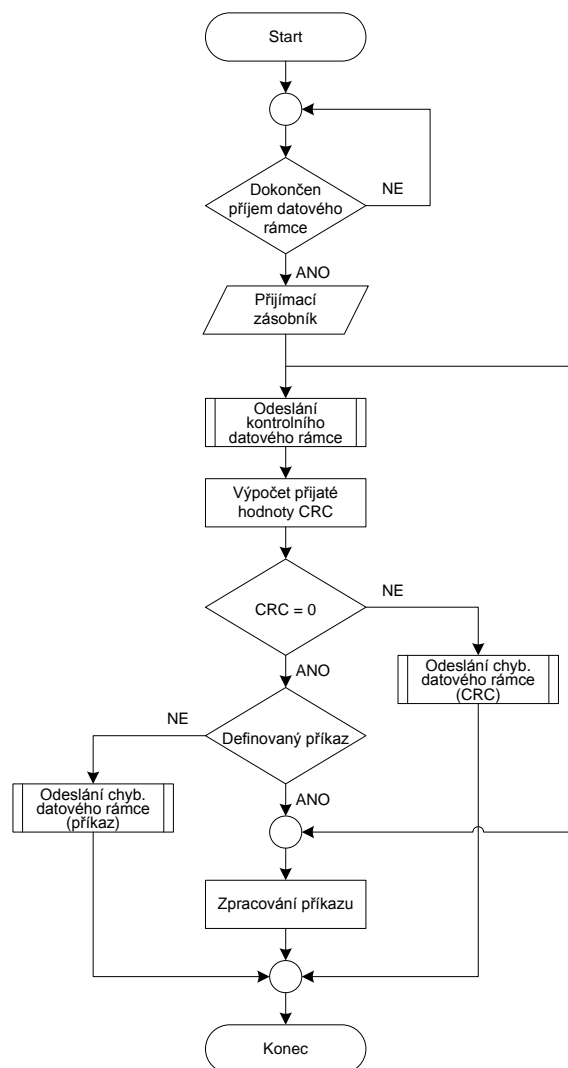 Start
Dokončen
příjem datového
rámce
NE
ANO
Přijímací
zásobník
Odeslání
kontrolního
datového rámce
Výpočet přijaté
hodnoty CRC
CRC = 0
NE
ANO
Odeslání chyb.
datového rámce
(CRC)
Definovaný příkaz
NE
ANO
Odeslání chyb.
datového rámce
(příkaz)
Zpracování příkazu
Konec